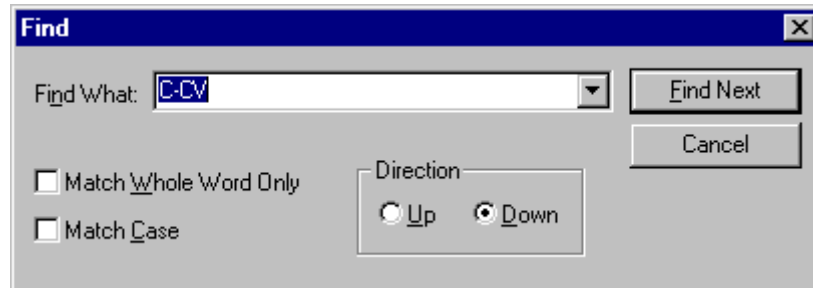 Find
Find What: C-CV Find Next
Cancel
Match Whole Word Only Direction
Match Case Up Down